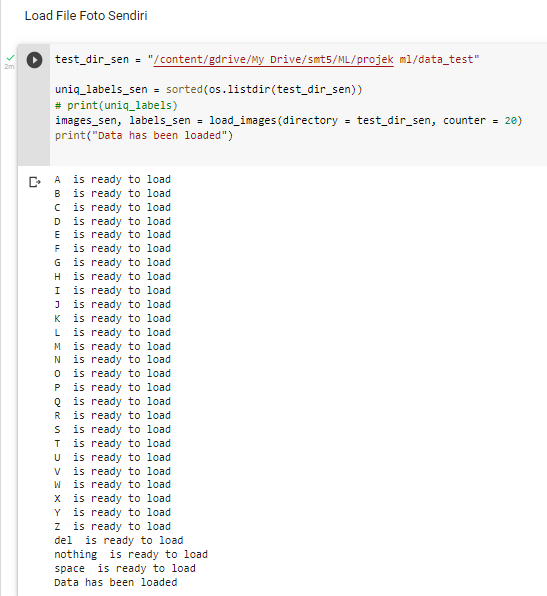 Load File Foto Sendiri
2m
test_dir_sen = "/content/gdrive/My Drive/smt5/ML/projek ml/data_test"
uniq_labels_sen = sorted(os.listdir(test_dir_sen))
# print(uniq_labels)
images_sen, labels_sen = load_images(directory = test_dir_sen, counter = 20)
print("Data has been loaded")
A  is ready to load
B  is ready to load
C  is ready to load
D  is ready to load
E  is ready to load
F  is ready to load
G  is ready to load
H  is ready to load
I  is ready to load
J  is ready to load
K  is ready to load
L  is ready to load
M  is ready to load
N  is ready to load
O  is ready to load
P  is ready to load
Q  is ready to load
R  is ready to load
S  is ready to load
T  is ready to load
U  is ready to load
V  is ready to load
W  is ready to load
X  is ready to load
Y  is ready to load
Z  is ready to load
del  is ready to load
nothing  is ready to load
space  is ready to load
Data has been loaded